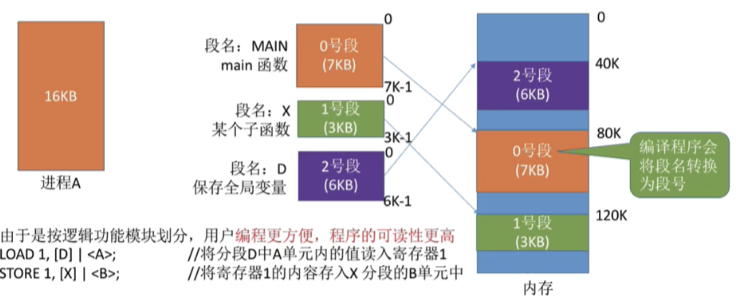 16KB
进程A
段名：MAIN
main 函数
0号段
(7KB)
0
7K-1
段名：X
某个子函数
1号段
(3KB)
0
3K-1
段名：D
保存全局变量
2号段
(6KB)
0
6K-1
0
2号段
(6KB)
40K
0号段
(7KB)
80K
1号段
(3KB)
120K
内存
编译程序会
将段名转换
为段号
由于是按逻辑功能模块划分，用户编程更方便，程序的可读性更高
LOAD 1, [D] | <A>; //将分段D中A单元内的值读入寄存器1
STORE 1, [X] | <B>; //将寄存器1的内容存入X 分段的B单元中